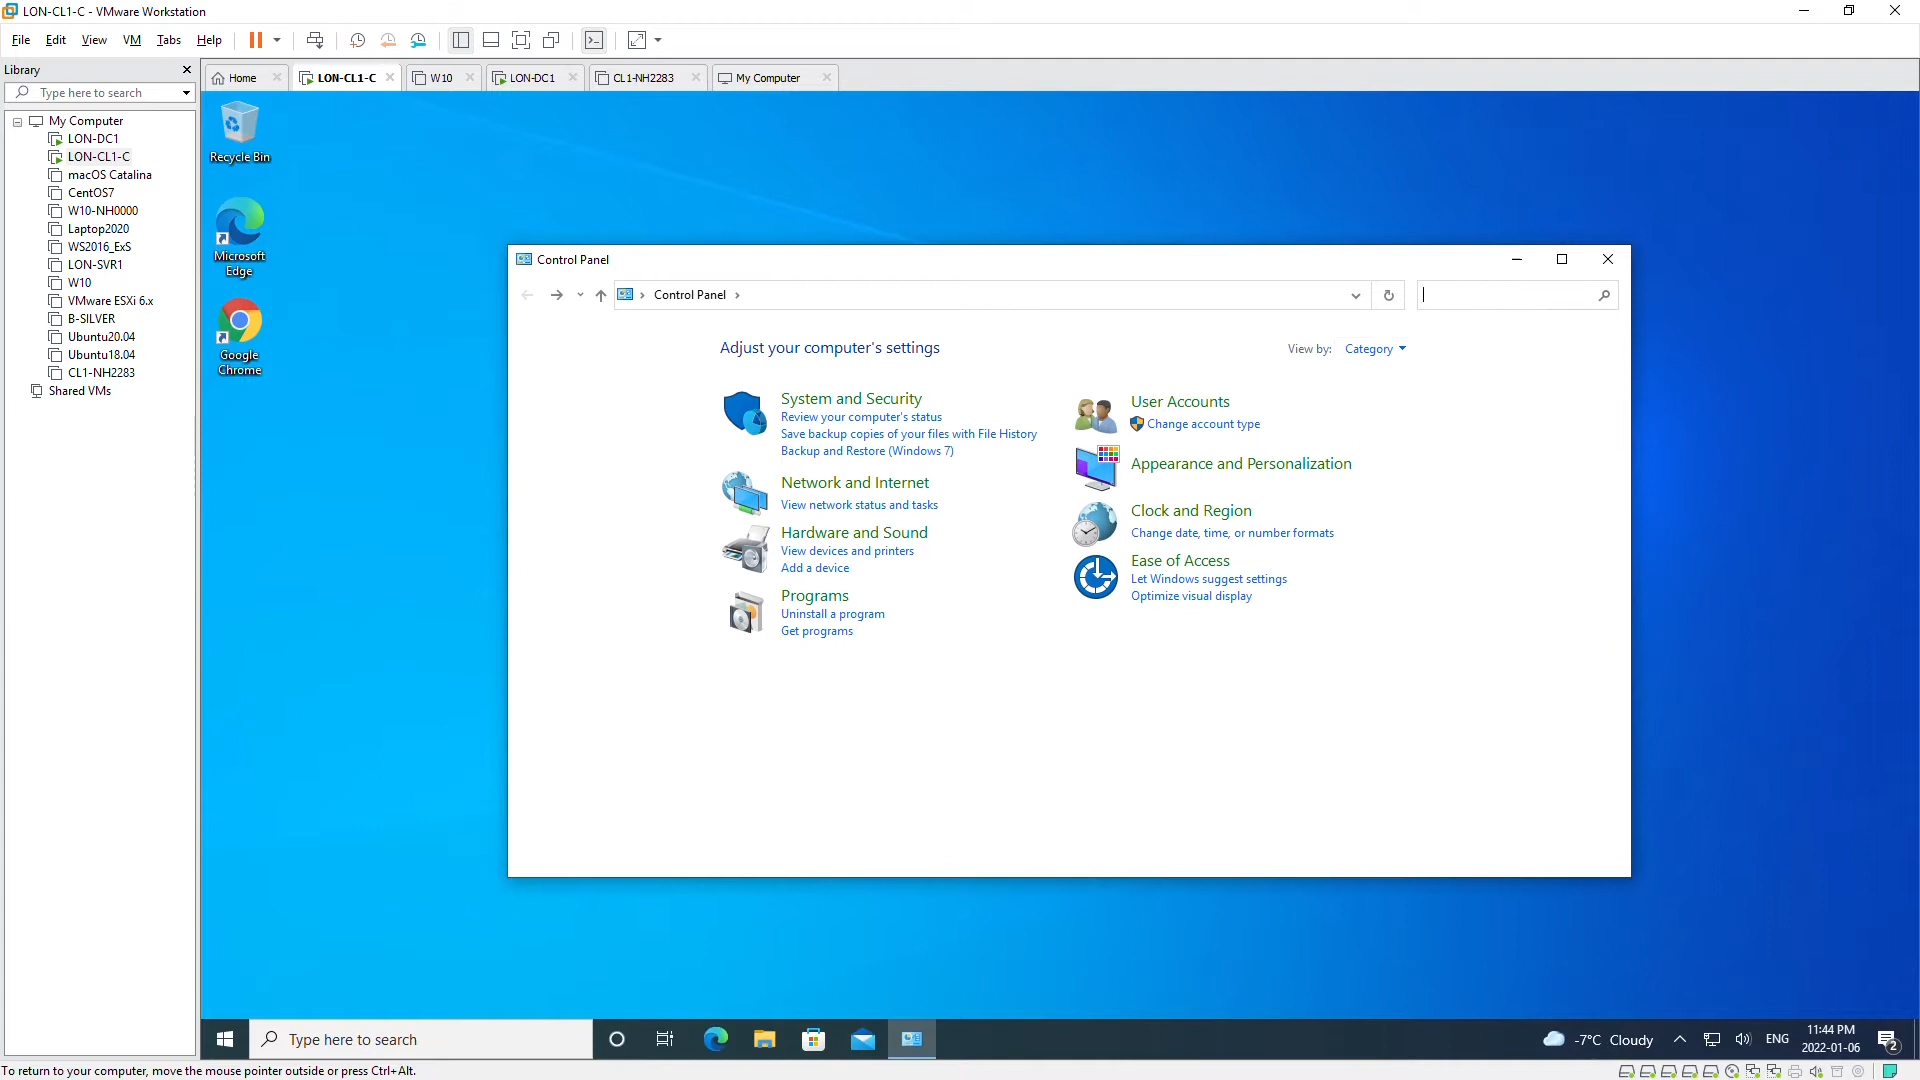 LON-CL1-C - VMware Workstation
File Edit View VM Tabs Help
Library
Type here to search
My Computer
LON-DC1
LON-CL1-C
macOS Catalina
CentOS7
W10-NH0000
Laptop2020
WS2016_ExS
LON-SVR1
W10
VMware ESXi 6.x
B-SILVER
Ubuntu20.04
Ubuntu18.04
CL1-NH2283
Shared VMs
Home LON-CL1-C W10 LON-DC1 CL1-NH2283 My Computer
Recycle Bin
Microsoft
Edge
Google
Chrome
Control Panel
Control Panel
Adjust your computer's settings
View by: Category
System and Security
Review your computer's status
Save backup copies of your files with File History
Backup and Restore (Windows 7)
Network and Internet
View network status and tasks
Hardware and Sound
View devices and printers
Add a device
Programs
Uninstall a program
Get programs
User Accounts
Change account type
Appearance and Personalization
Clock and Region
Change date, time, or number formats
Ease of Access
Let Windows suggest settings
Optimize visual display
Type here to search
-7°C Cloudy
ENG
11:44 PM
2022-01-06
2
To return to your computer, move the mouse pointer outside or press Ctrl+Alt.